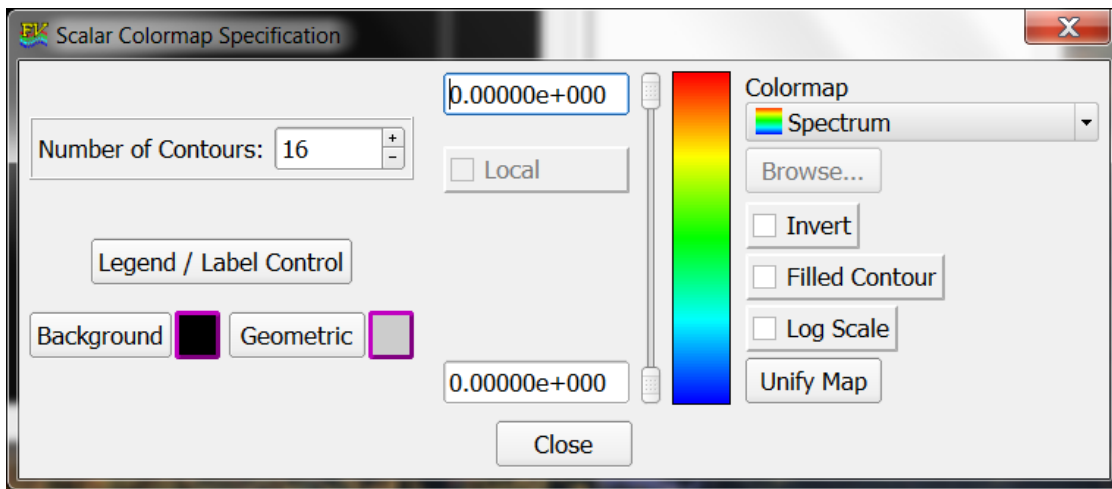 FV Scalar Colormap Specification
X
0.00000e+000
Colormap
Spectrum
Number of Contours: 16
+
-
Local
Browse...
Invert
Legend / Label Control
Filled Contour
Background
Geometric
Log Scale
0.00000e+000
Unify Map
Close